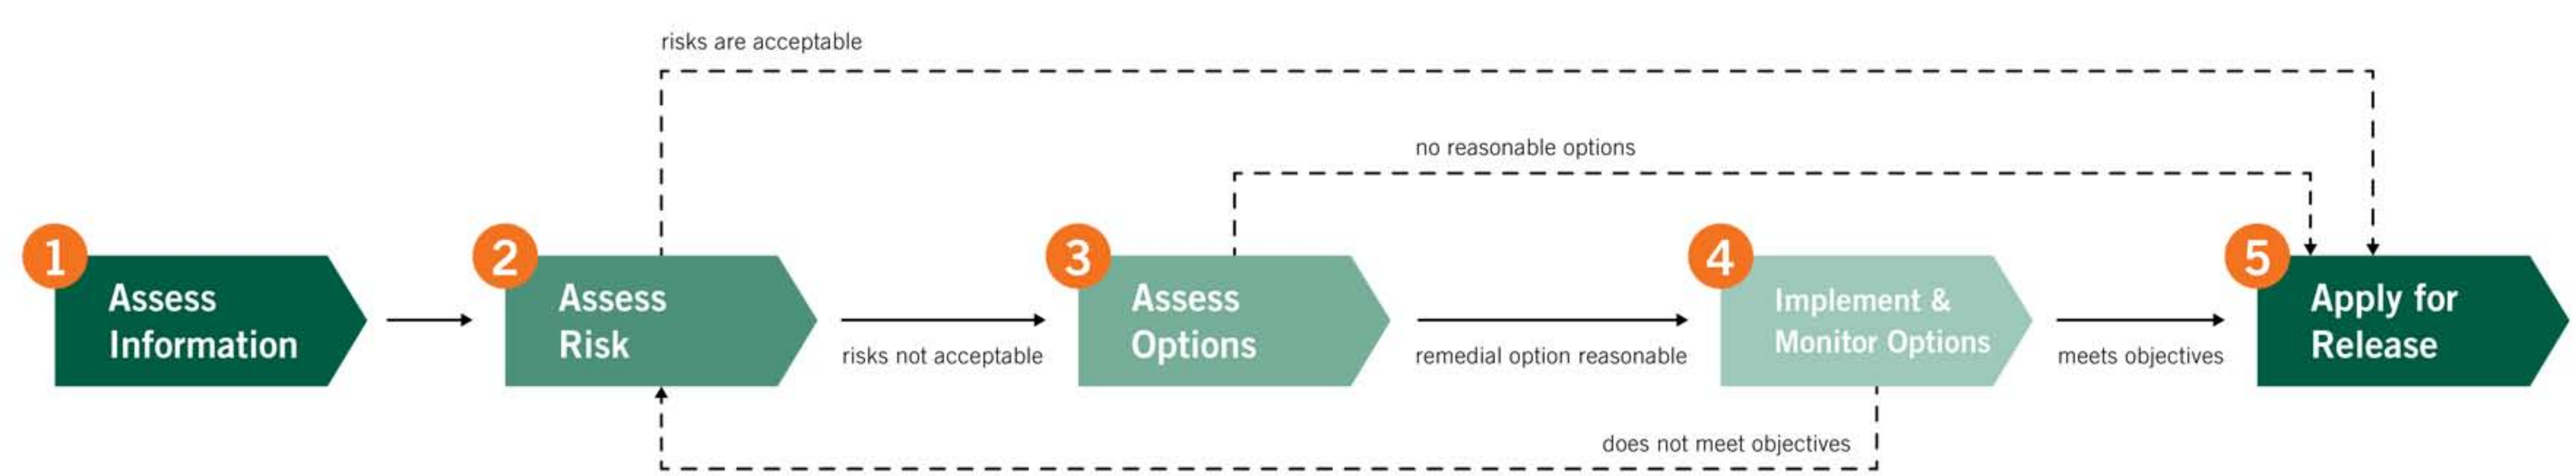 risks are acceptable
no reasonable options
1
Assess
Information
2
Assess
Risk
risks not acceptable
3
Assess
Options
remedial option reasonable
4
Implement &
Monitor Options
meets objectives
5
Apply for
Release
does not meet objectives